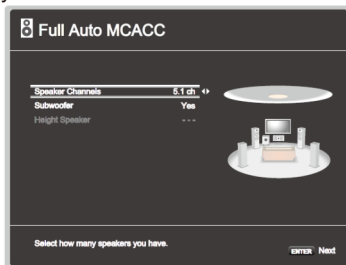 Full Auto MCACC
Speaker Channels 5.1 ch
Subwoofer Yes
Height Speaker ---
Select how many speakers you have.
ENTER Next